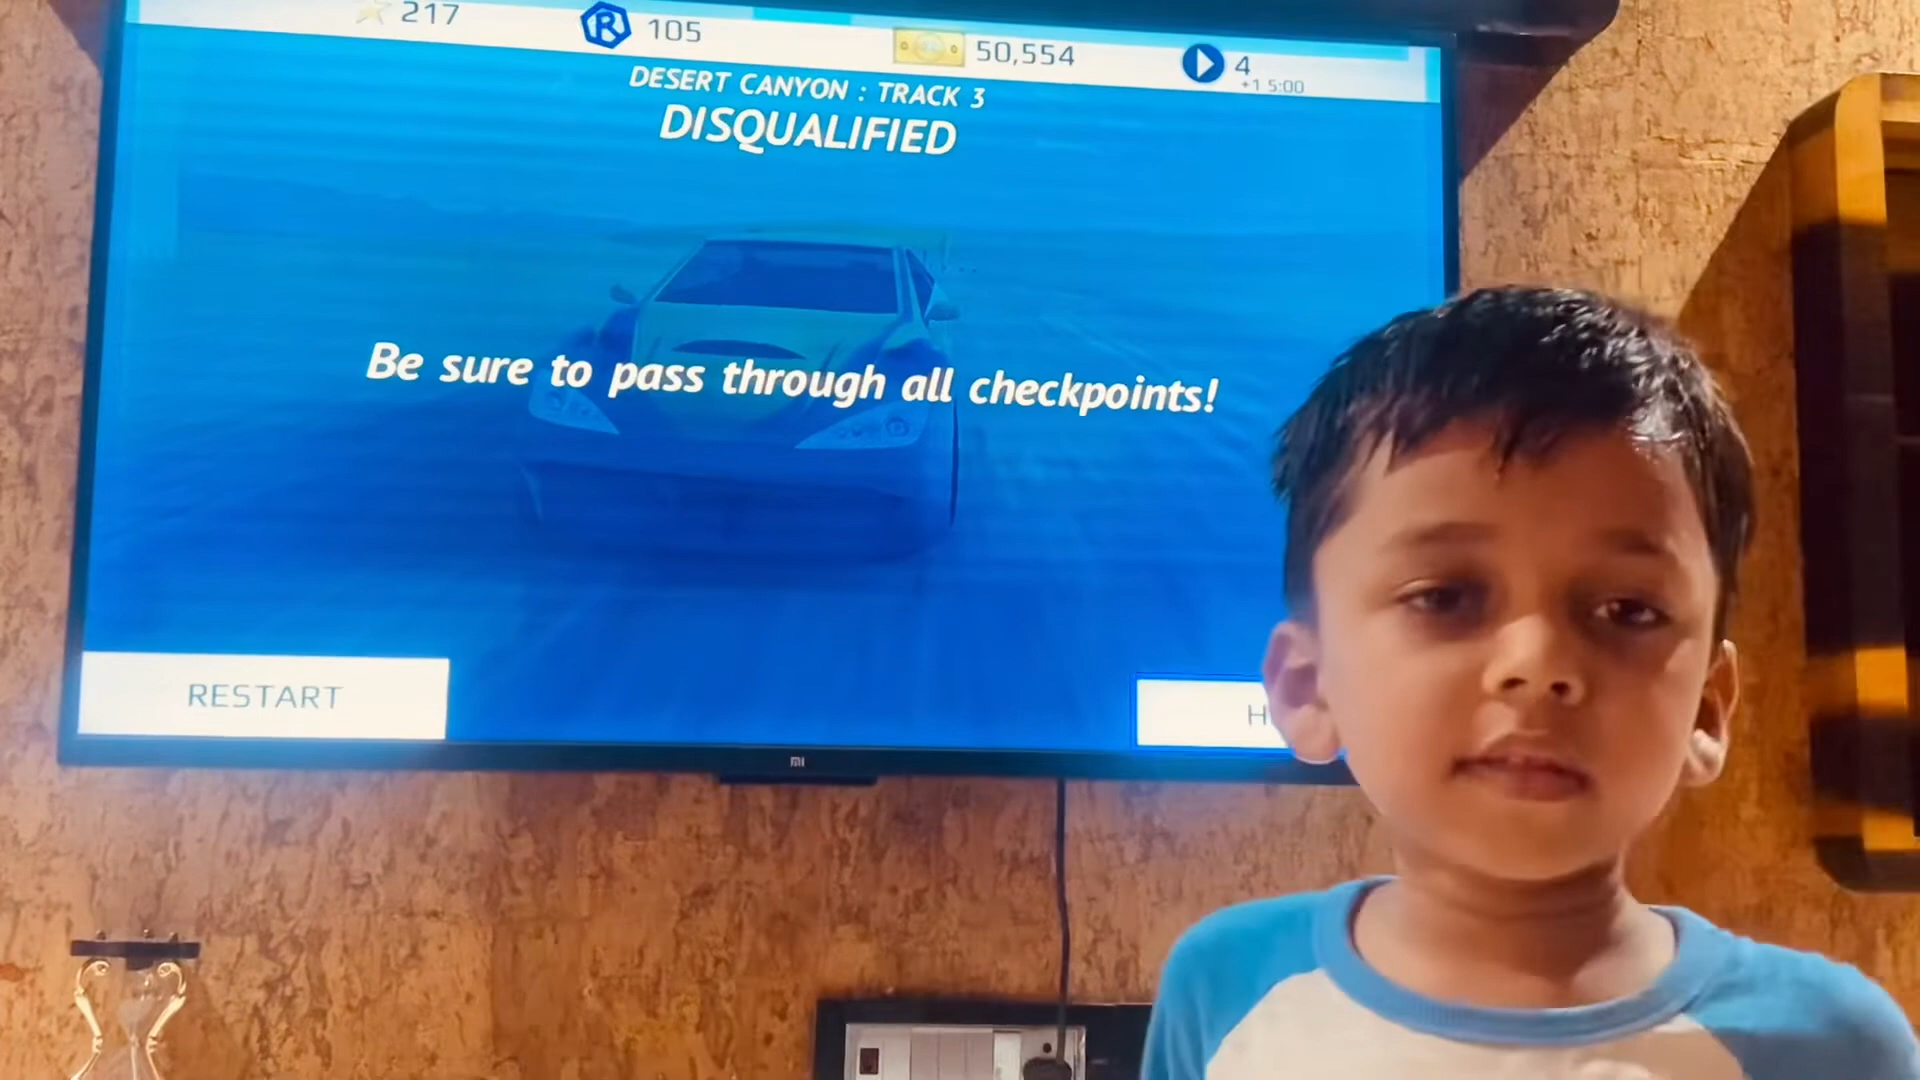 217
105
50,554
4
+1 5:00
DESERT CANYON : TRACK 3
DISQUALIFIED
Be sure to pass through all checkpoints!
RESTART
H
mi